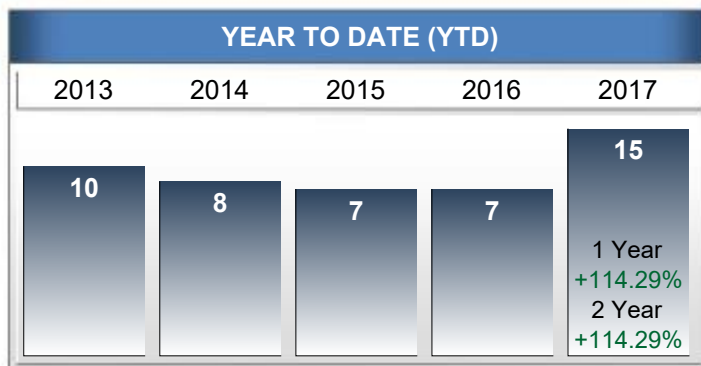 YEAR TO DATE (YTD)
2013 2014 2015 2016 2017
10 8 7 7 15
1 Year
+114.29%
2 Year
+114.29%